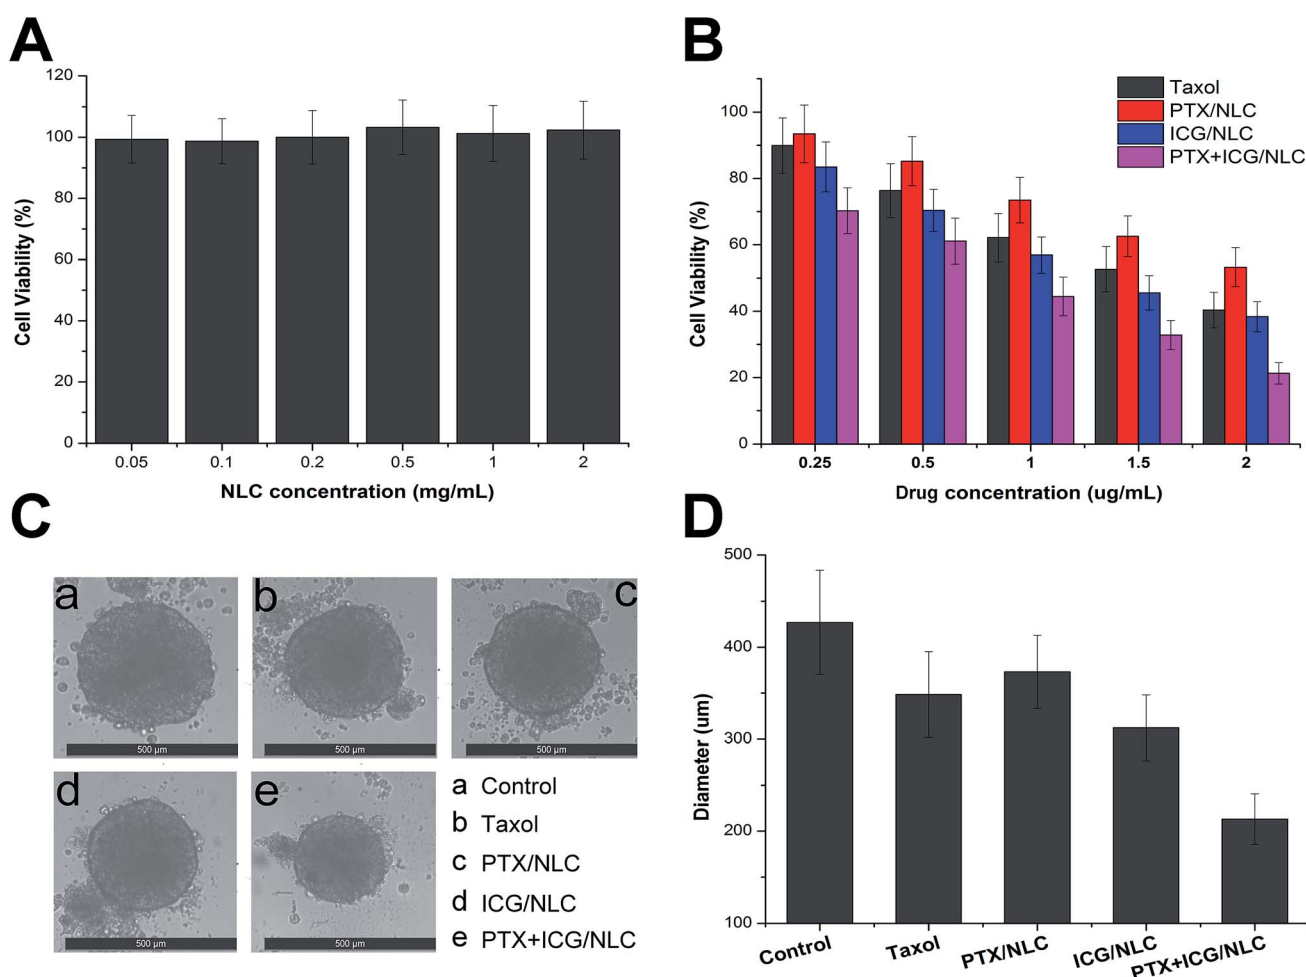 A
120
100
80
60
40
20
0
Cell Viability (%)
0.05 0.1 0.2 0.5 1 2
NLC concentration (mg/mL)
B
Taxol
PTX/NLC
ICG/NLC
PTX+ICG/NLC
100
80
60
40
20
0
Cell Viability (%)
0.25 0.5 1 1.5 2
Drug concentration (ug/mL)
C
a
500 µm
b
500 µm
c
500 µm
d
500 µm
e
500 µm
a Control
b Taxol
c PTX/NLC
d ICG/NLC
e PTX+ICG/NLC
D
500
400
300
200
100
Diameter (um)
Control Taxol PTX/NLC ICG/NLC PTX+ICG/NLC